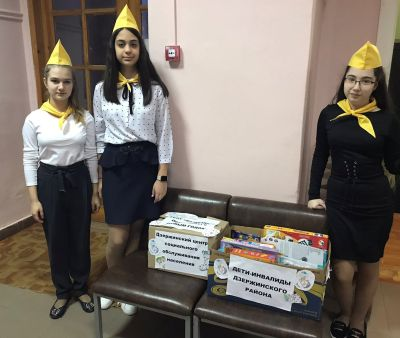 Дзержинский центр
социального
обслуживания
населения
ДЕТИ-ИНВАЛИДЫ
ДЗЕРЖИНСКОГО
РАЙОНА